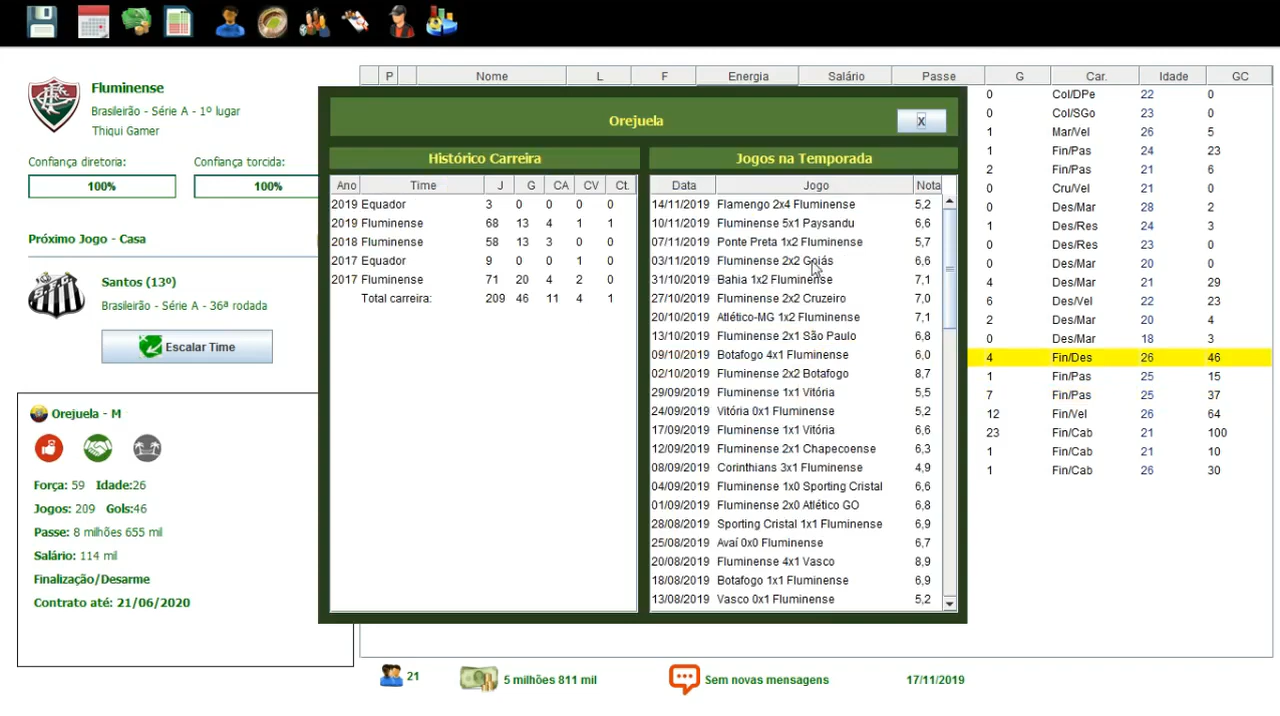 Fluminense
Brasileirão - Série A - 1º lugar
Thiqui Gamer
Confiança diretoria:
Confiança torcida:
100%
100%
Próximo Jogo - Casa
Santos (13º)
Brasileirão - Série A - 36ª rodada
Escalar Time
Orejuela - M
Força: 59 Idade:26
Jogos: 209 Gols:46
Passe: 8 milhões 655 mil
Salário: 114 mil
Finalização/Desarme
Contrato até: 21/06/2020
P Nome L F Energia Salário Passe G Car. Idade GC
Orejuela
X
Histórico Carreira
Ano Time J G CA CV Ct.
2019 Equador 3 0 0 0 0
2019 Fluminense 68 13 4 1 1
2018 Fluminense 58 13 3 0 0
2017 Equador 9 0 0 1 0
2017 Fluminense 71 20 4 2 0
Total carreira: 209 46 11 4 1
Jogos na Temporada
Data Jogo Nota
14/11/2019 Flamengo 2x4 Fluminense 5,2
10/11/2019 Fluminense 5x1 Paysandu 6,6
07/11/2019 Ponte Preta 1x2 Fluminense 5,7
03/11/2019 Fluminense 2x2 Goiás 6,6
31/10/2019 Bahia 1x2 Fluminense 7,1
27/10/2019 Fluminense 2x2 Cruzeiro 7,0
20/10/2019 Atlético-MG 1x2 Fluminense 7,1
13/10/2019 Fluminense 2x1 São Paulo 6,8
09/10/2019 Botafogo 4x1 Fluminense 6,0
02/10/2019 Fluminense 2x2 Botafogo 8,7
29/09/2019 Fluminense 1x1 Vitória 5,5
24/09/2019 Vitória 0x1 Fluminense 5,2
17/09/2019 Fluminense 1x1 Vitória 6,6
12/09/2019 Fluminense 2x1 Chapecoense 6,3
08/09/2019 Corinthians 3x1 Fluminense 4,9
04/09/2019 Fluminense 1x0 Sporting Cristal 6,6
01/09/2019 Fluminense 2x0 Atlético GO 6,8
28/08/2019 Sporting Cristal 1x1 Fluminense 6,9
25/08/2019 Avaí 0x0 Fluminense 6,7
20/08/2019 Fluminense 4x1 Vasco 8,9
18/08/2019 Botafogo 1x1 Fluminense 6,9
13/08/2019 Vasco 0x1 Fluminense 5,2
0 Col/DPe 22 0
0 Col/SGo 23 0
1 Mar/Vel 26 5
1 Fin/Pas 24 23
2 Fin/Pas 21 6
0 Cru/Vel 21 0
0 Des/Mar 28 2
1 Des/Res 24 3
0 Des/Res 23 0
0 Des/Mar 20 0
4 Des/Mar 21 29
6 Des/Vel 22 23
2 Des/Mar 20 4
0 Des/Mar 18 3
4 Fin/Des 26 46
1 Fin/Pas 25 15
7 Fin/Pas 25 37
12 Fin/Vel 26 64
23 Fin/Cab 21 100
1 Fin/Cab 21 10
1 Fin/Cab 26 30
21
5 milhões 811 mil
Sem novas mensagens
17/11/2019